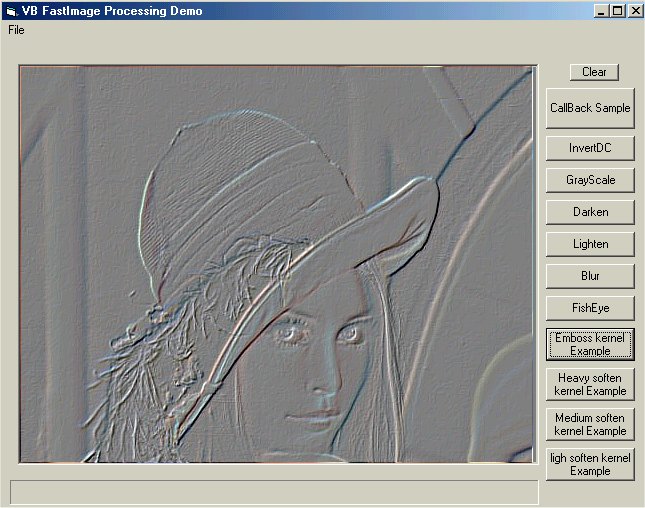 VB FastImage Processing Demo
File
Clear
CallBack Sample
InvertDC
GrayScale
Darken
Lighten
Blur
FishEye
Emboss kernel
Example
Heavy soften
kernel Example
Medium soften
kernel Example
ligh soften kernel
Example